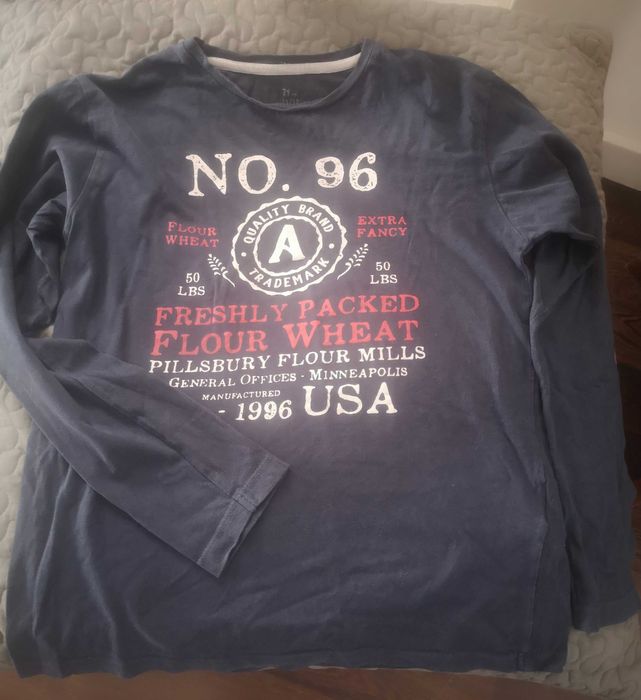 NO. 96
FLOUR WHEAT
QUALITY BRAND
A
TRADEMARK
EXTRA FANCY
50 LBS
50 LBS
FRESHLY PACKED
FLOUR WHEAT
PILLSBURY FLOUR MILLS
GENERAL OFFICES - MINNEAPOLIS
MANUFACTURED
- 1996 USA